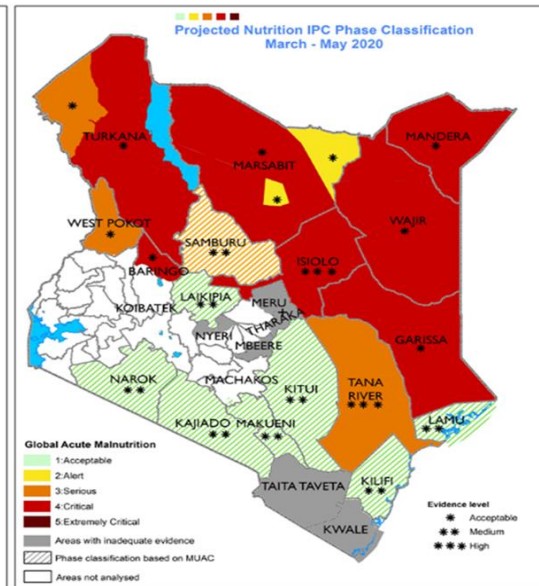 Projected Nutrition IPC Phase Classification
March - May 2020
TURKANA
MARSABIT
MANDERA
WEST POKOT
WAJIR
SAMBURU
ISIOLO
BARINGO
LAIKIPIA
MERU
KOIBATEK
THARAKA
NYERI
MBEERE
GARISSA
NAROK
MACHAKOS
KITUI
TANA
RIVER
KAJIADO
MAKUENI
LAMU
KILIFI
TAITA TAVETA
KWALE
Global Acute Malnutrition
1:Acceptable
2:Alert
3:Serious
4:Critical
5:Extremely Critical
Areas with inadequate evidence
Phase classification based on MUAC
Areas not analysed
Evidence level
Acceptable
Medium
High